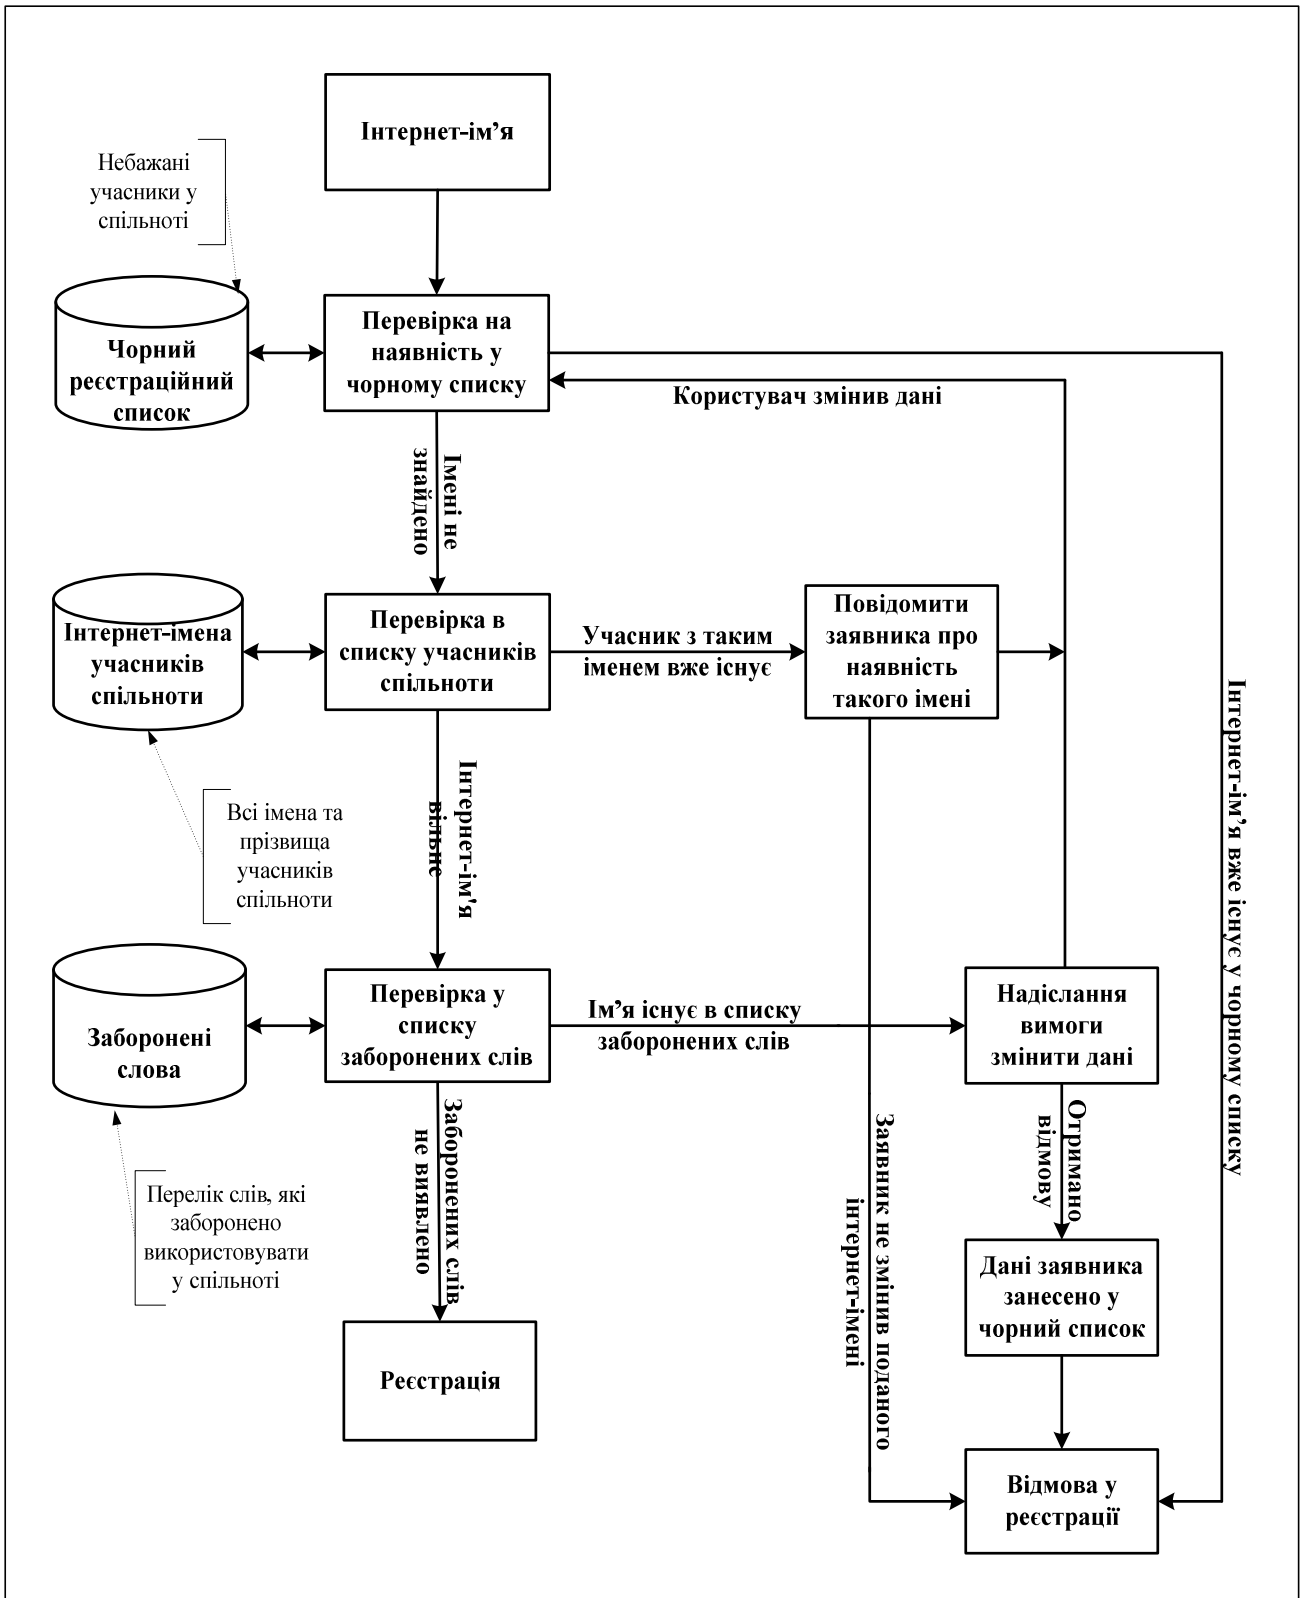 Інтернет-ім’я
Небажані
учасники у
спільноті
Чорний
реєстраційний
список
Перевірка на
наявність у
чорному списку
Користувач змінив дані
Імені не
знайдено
Інтернет-імена
учасників
спільноти
Перевірка в
списку учасників
спільноти
Учасник з таким
іменем вже існує
Повідомити
заявника про
наявність
такого імені
Інтернет-ім’я вже існує у чорному списку
Всі імена та
прізвища
учасників
спільноти
Інтернет-ім'я
вільне
Заборонені
слова
Перевірка у
списку
заборонених слів
Ім’я існує в списку
заборонених слів
Надіслання
вимоги
змінити дані
Перелік слів, які
заборонено
використовувати
у спільноті
Заборонених слів
не виявлено
Заявник не змінив поданого
інтернет-імені
Отримано
відмову
Дані заявника
занесено у
чорний список
Реєстрація
Відмова у
реєстрації